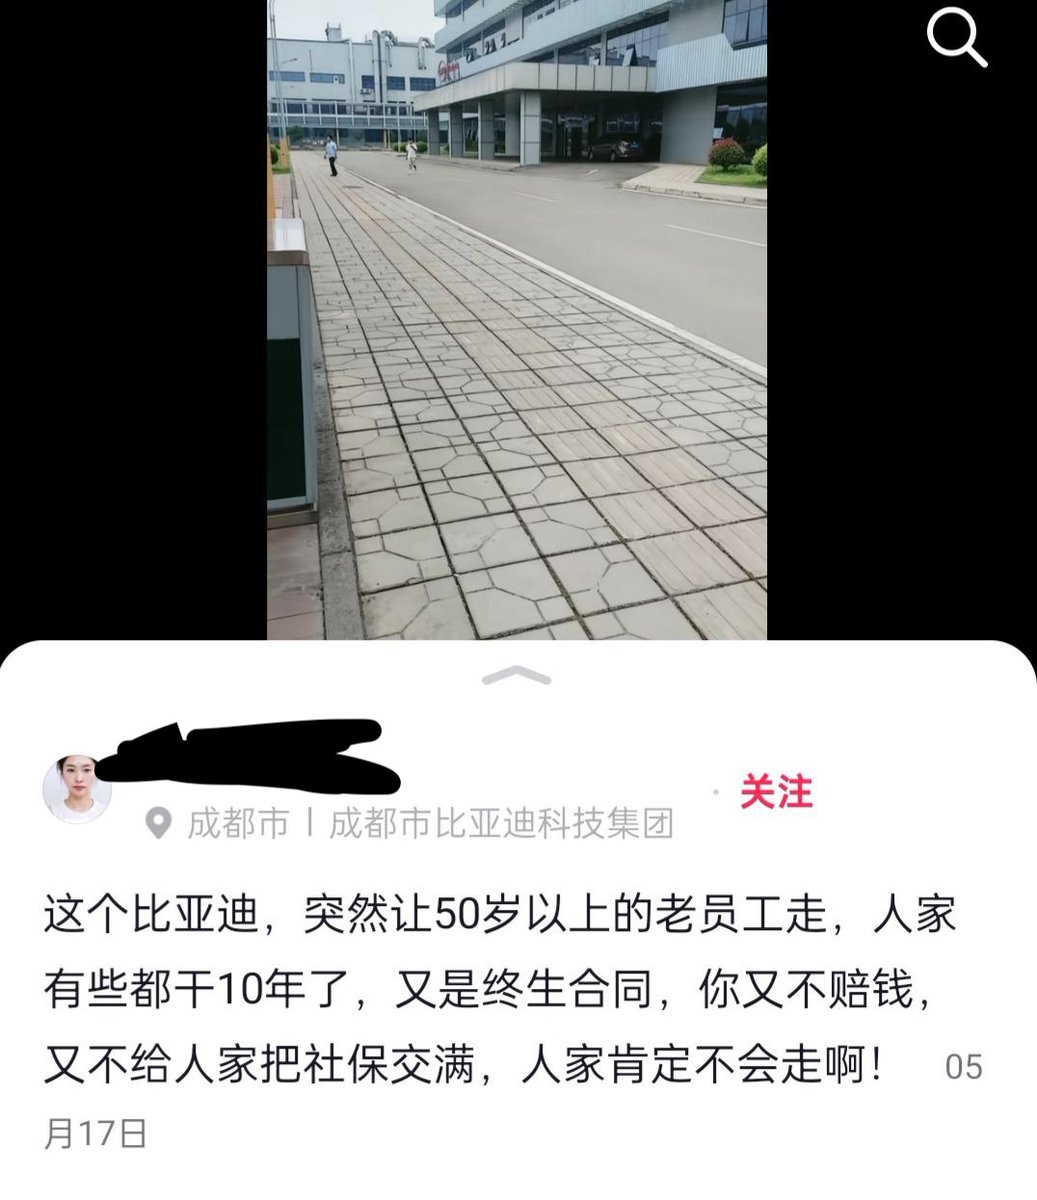 成都市 | 成都市比亚迪科技集团
关注
这个比亚迪，突然让50岁以上的老员工走，人家
有些都干10年了，又是终生合同，你又不赔钱，
又不给人家把社保交满，人家肯定不会走啊！ 05
月17日